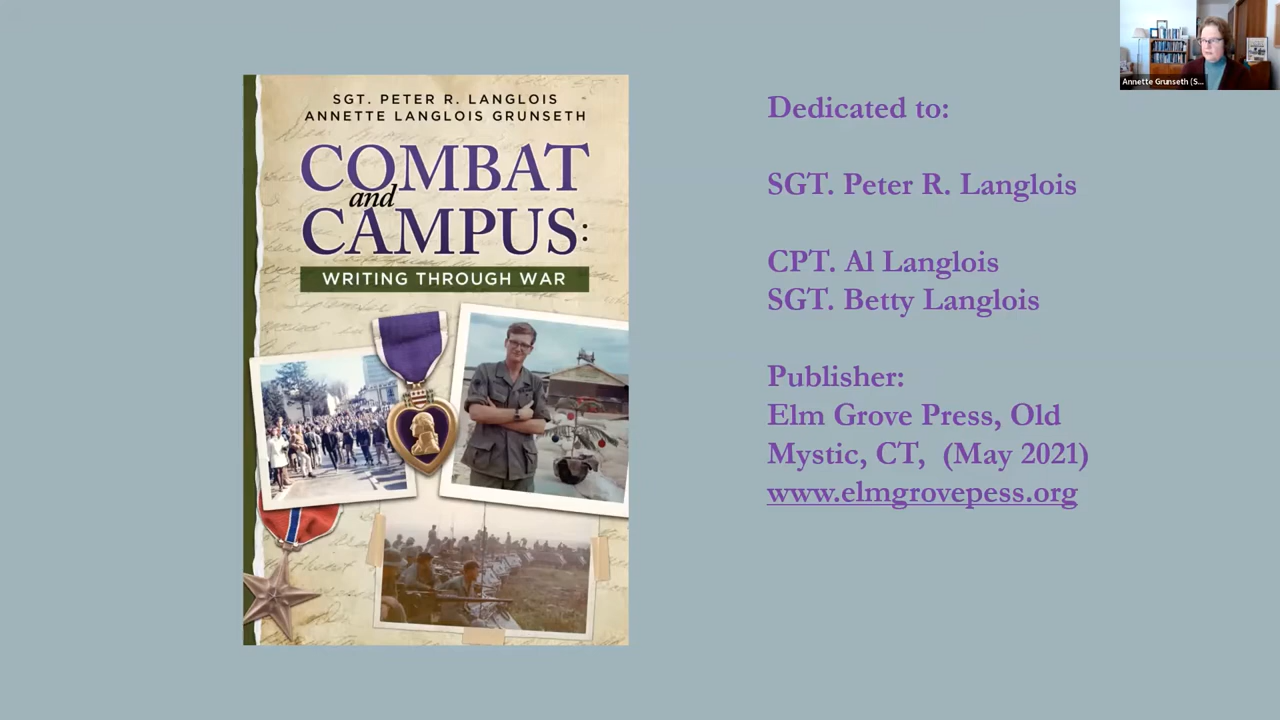 SGT. PETER R. LANGLOIS
ANNETTE LANGLOIS GRUNSETH
COMBAT
and
CAMPUS:
WRITING THROUGH WAR
Dedicated to:
SGT. Peter R. Langlois
CPT. Al Langlois
SGT. Betty Langlois
Publisher:
Elm Grove Press, Old
Mystic, CT, (May 2021)
www.elmgrovepess.org
Annette Grunseth (S...